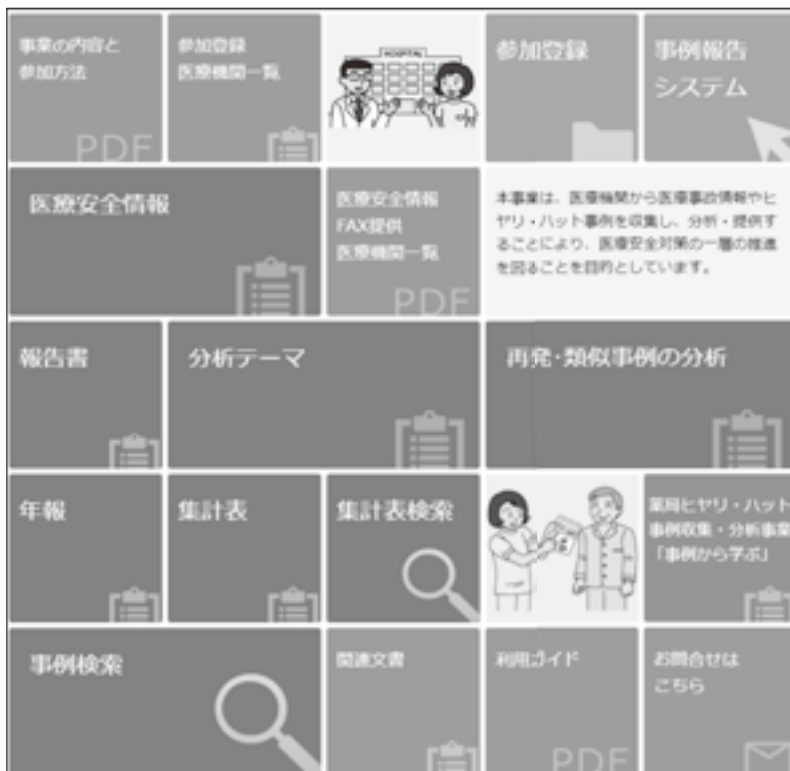 事業の内容と
参加方法
PDF
参加登録
医療機関一覧
HOSPITAL
参加登録
事例報告
システム
医療安全情報
医療安全情報
FAX提供
医療機関一覧
PDF
本事業は、医療機関から医療事故情報やヒ
ヤリ・ハット事例を収集し、分析・提供す
ることにより、医療安全対策の一層の推進
を図ることを目的としています。
報告書
分析テーマ
再発・類似事例の分析
年報
集計表
集計表検索
薬局ヒヤリ・ハット
事例収集・分析事業
「事例から学ぶ」
事例検索
関連文書
利用ガイド
PDF
お問合せは
こちら